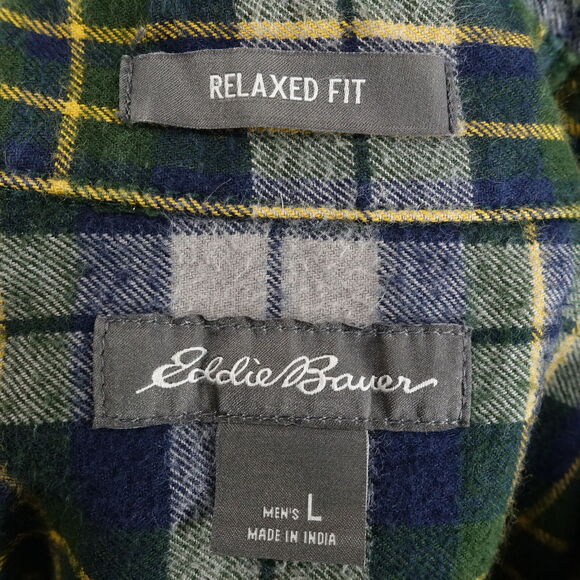 RELAXED FIT
Eddie Bauer
MEN'S L
MADE IN INDIA